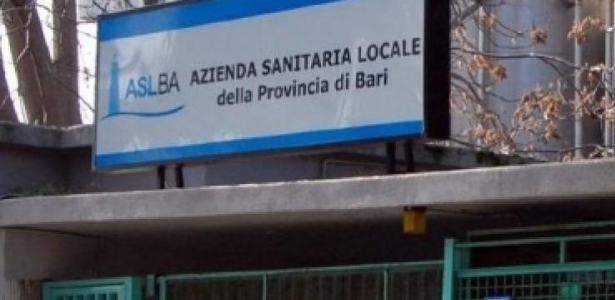 ASLBA
AZIENDA SANITARIA LOCALE
della Provincia di Bari